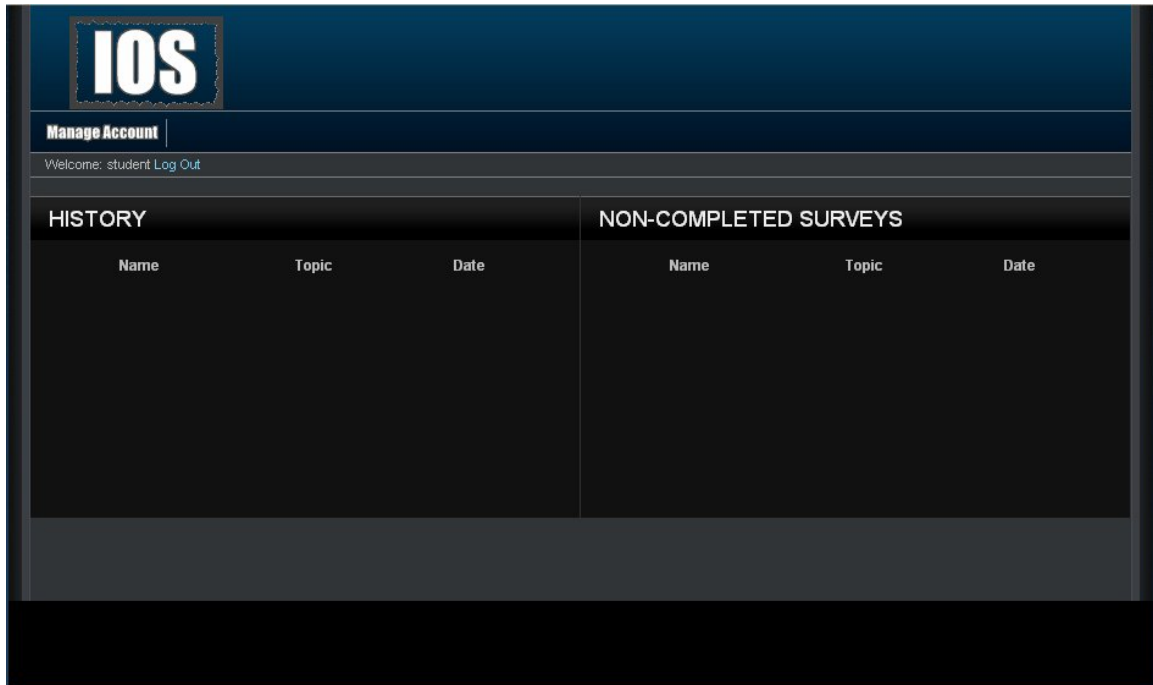 IOS
Manage Account
Welcome: student Log Out
HISTORY
Name Topic Date
NON-COMPLETED SURVEYS
Name Topic Date